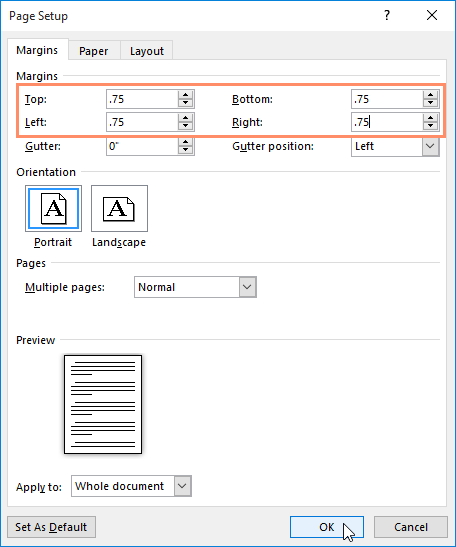 Page Setup ? ×
Margins Paper Layout
Margins
Top: .75 Bottom: .75
Left: .75 Right: .75
Gutter: 0" Gutter position: Left
Orientation
A A
Portrait Landscape
Pages
Multiple pages: Normal
Preview
Apply to: Whole document
Set As Default OK Cancel